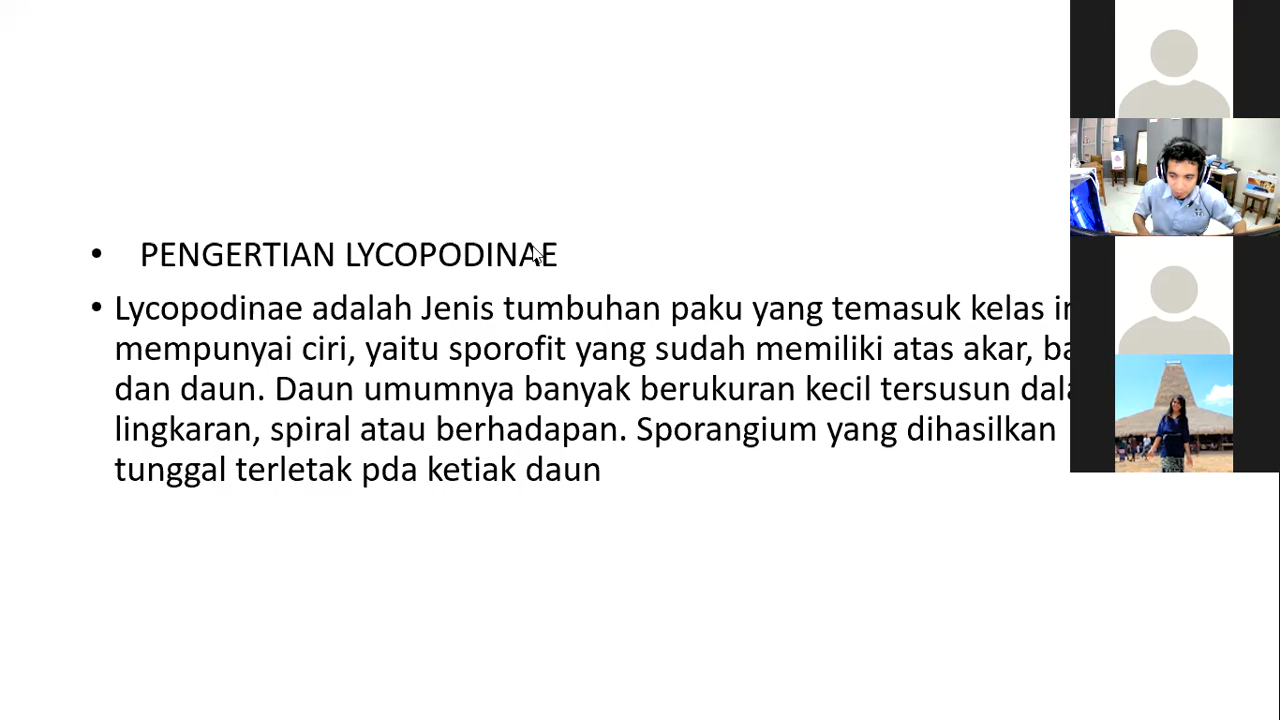 • PENGERTIAN LYCOPODINAE
• Lycopodinae adalah Jenis tumbuhan paku yang temasuk kelas
mempunyai ciri, yaitu sporofit yang sudah memiliki atas akar,
dan daun. Daun umumnya banyak berukuran kecil tersusun
lingkaran, spiral atau berhadapan. Sporangium yang dihasilkan
tunggal terletak pda ketiak daun